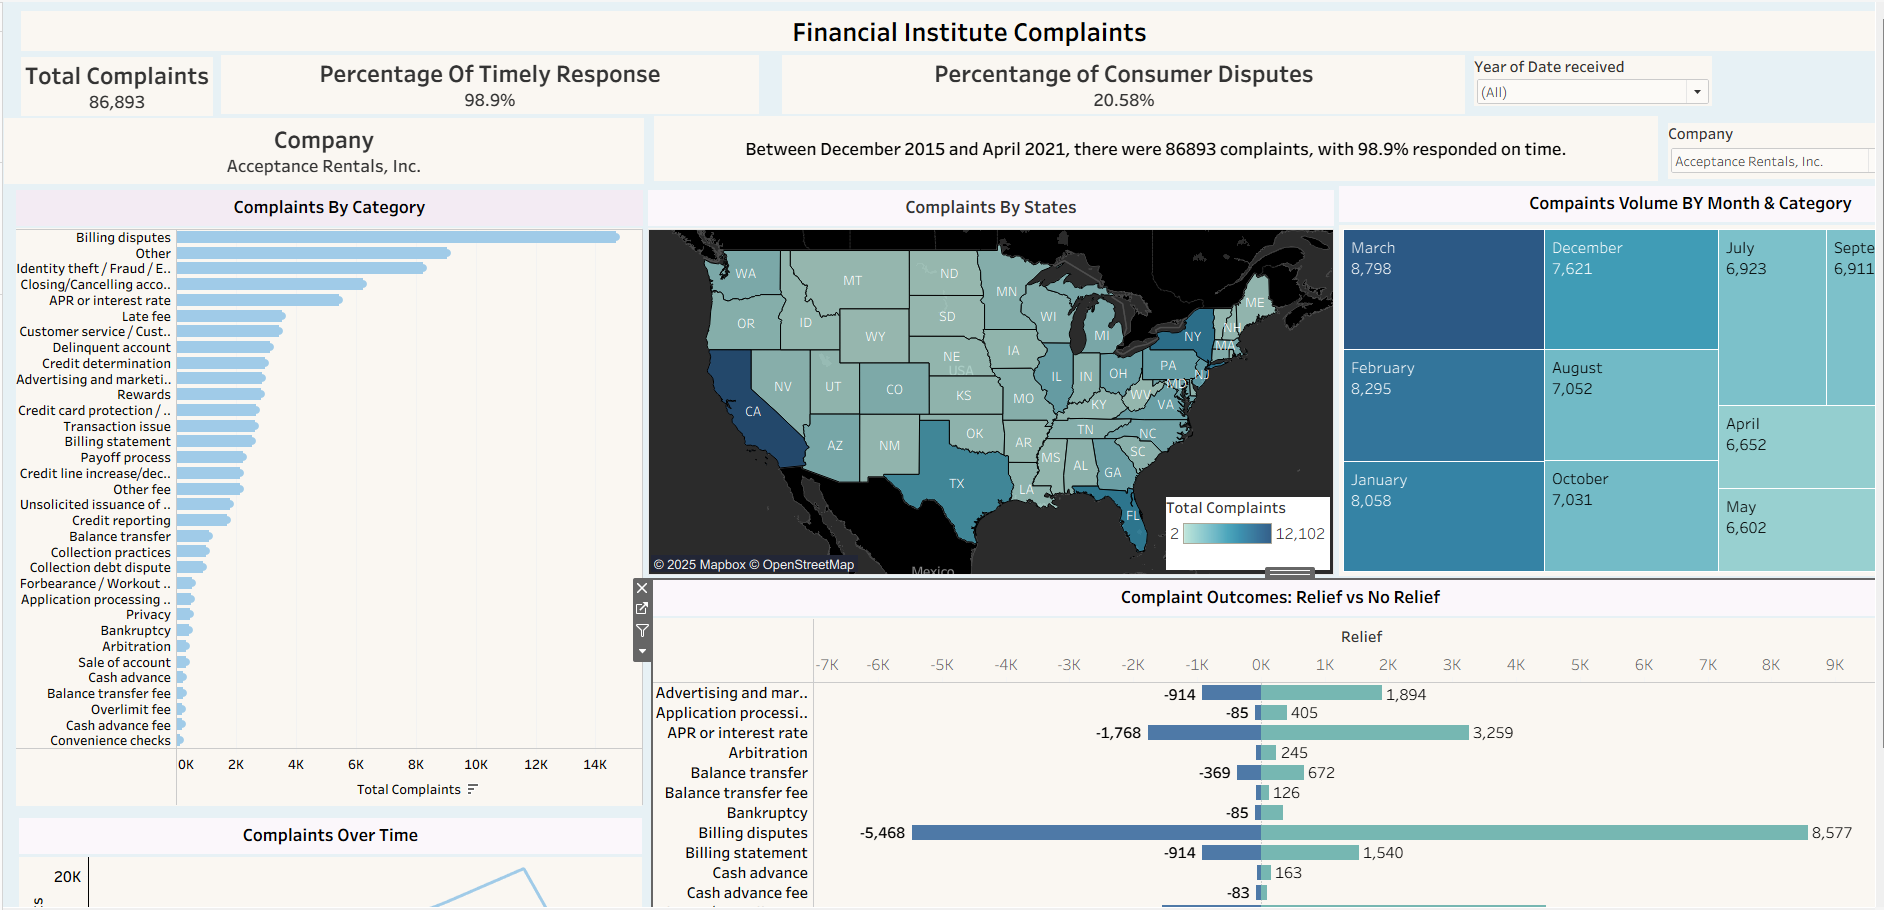 Financial Institute Complaints
Total Complaints
86,893
Percentage Of Timely Response
98.9%
Percentange of Consumer Disputes
20.58%
Year of Date received
(All)
Company
Acceptance Rentals, Inc.
Between December 2015 and April 2021, there were 86893 complaints, with 98.9% responded on time.
Company
Acceptance Rentals, Inc.
Complaints By Category
Billing disputes
Other
Identity theft / Fraud / E..
Closing/Cancelling acco..
APR or interest rate
Late fee
Customer service / Cust..
Delinquent account
Credit determination
Advertising and marketi..
Rewards
Credit card protection / ..
Transaction issue
Billing statement
Payoff process
Credit line increase/dec..
Other fee
Unsolicited issuance of ..
Credit reporting
Balance transfer
Collection practices
Collection debt dispute
Forbearance / Workout ..
Application processing ..
Privacy
Bankruptcy
Arbitration
Sale of account
Cash advance
Balance transfer fee
Overlimit fee
Cash advance fee
Convenience checks
0K 2K 4K 6K 8K 10K 12K 14K
Total Complaints
Complaints By States
WA
MT
ND
MN
ME
OR
ID
SD
WI
NH
WY
MI
NY
MA
IA
NE
USA
PA
NJ
NV
UT
CO
IL
IN
OH
MD
KS
MO
WV
VA
CA
KY
TN
NC
AZ
NM
OK
AR
SC
MS
AL
GA
TX
LA
FL
Total Complaints
2
12,102
© 2025 Mapbox © OpenStreetMap
Mexico
Compaints Volume BY Month & Category
March
8,798
December
7,621
July
6,923
Septe
6,911
February
8,295
August
7,052
April
6,652
January
8,058
October
7,031
May
6,602
Complaint Outcomes: Relief vs No Relief
Relief
-7K -6K -5K -4K -3K -2K -1K 0K 1K 2K 3K 4K 5K 6K 7K 8K 9K
Advertising and mar.. -914 1,894
Application processi.. -85 405
APR or interest rate -1,768 3,259
Arbitration 245
Balance transfer -369 672
Balance transfer fee 126
Bankruptcy -85
Billing disputes -5,468 8,577
Billing statement -914 1,540
Cash advance 163
Cash advance fee -83
Complaints Over Time
20K